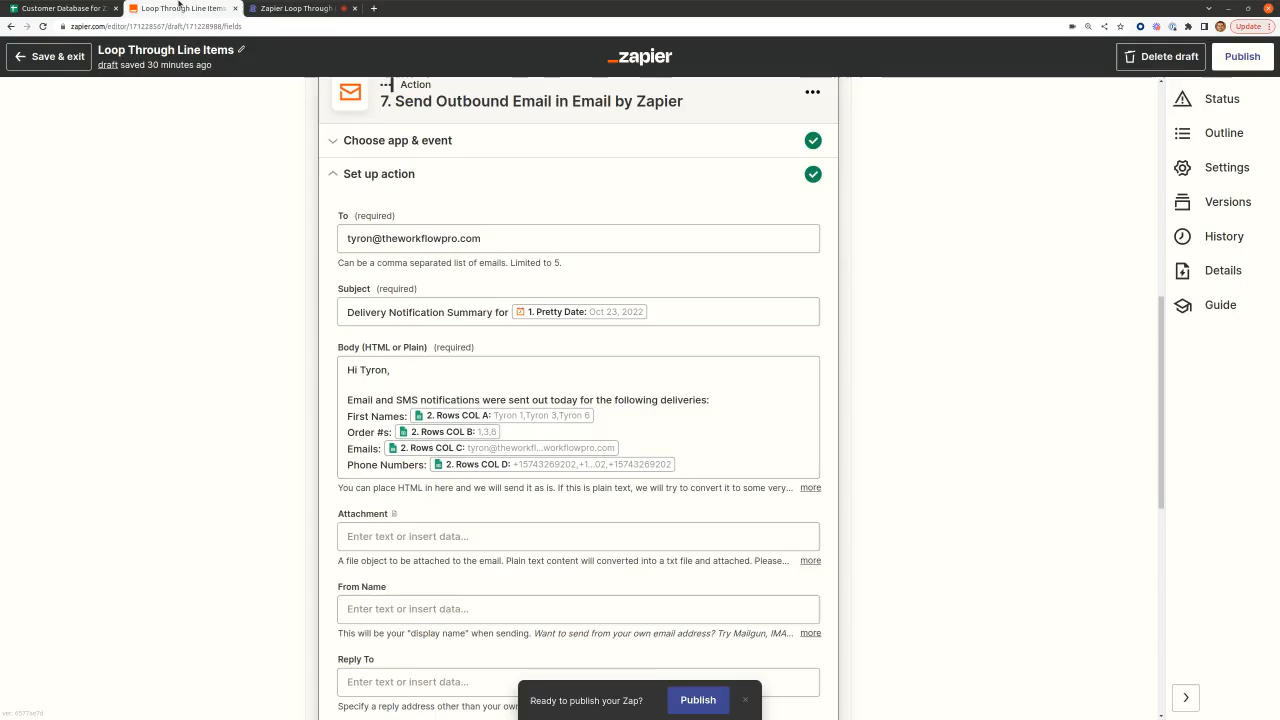 Customer Database for Z
Loop Through Line Items
Zapier Loop Through
zapier.com/editor/171228567/draft/171228988/fields
Update
Save & exit
Loop Through Line Items
draft saved 30 minutes ago
zapier
Delete draft
Publish
Action
7. Send Outbound Email in Email by Zapier
Choose app & event
Set up action
To (required)
tyron@theworkflowpro.com
Can be a comma separated list of emails. Limited to 5.
Subject (required)
Delivery Notification Summary for 1. Pretty Date: Oct 23, 2022
Body (HTML or Plain) (required)
Hi Tyron,
Email and SMS notifications were sent out today for the following deliveries:
First Names: 2. Rows COL A: Tyron 1,Tyron 3,Tyron 6
Order #s: 2. Rows COL B: 1,3,6
Emails: 2. Rows COL C: tyron@theworkfl...workflowpro.com
Phone Numbers: 2. Rows COL D: +15743269202,+1...02,+15743269202
You can place HTML in here and we will send it as is. If this is plain text, we will try to convert it to some very... more
Attachment
Enter text or insert data...
A file object to be attached to the email. Plain text content will converted into a txt file and attached. Please... more
From Name
Enter text or insert data...
This will be your "display name" when sending. Want to send from your own email address? Try Mailgun, IMA... more
Reply To
Enter text or insert data...
Specify a reply address other than your own
Ready to publish your Zap?
Publish
Status
Outline
Settings
Versions
History
Details
Guide
ver: 6577ae7d